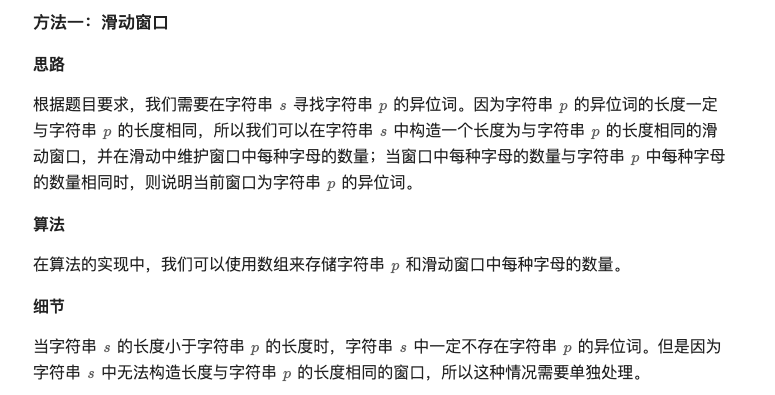 方法一：滑动窗口
思路
根据题目要求，我们需要在字符串 s 寻找字符串 p 的异位词。因为字符串 p 的异位词的长度一定
与字符串 p 的长度相同，所以我们可以在字符串 s 中构造一个长度为与字符串 p 的长度相同的滑
动窗口，并在滑动中维护窗口中每种字母的数量；当窗口中每种字母的数量与字符串 p 中每种字母
的数量相同时，则说明当前窗口为字符串 p 的异位词。
算法
在算法的实现中，我们可以使用数组来存储字符串 p 和滑动窗口中每种字母的数量。
细节
当字符串 s 的长度小于字符串 p 的长度时，字符串 s 中一定不存在字符串 p 的异位词。但是因为
字符串 s 中无法构造长度与字符串 p 的长度相同的窗口，所以这种情况需要单独处理。